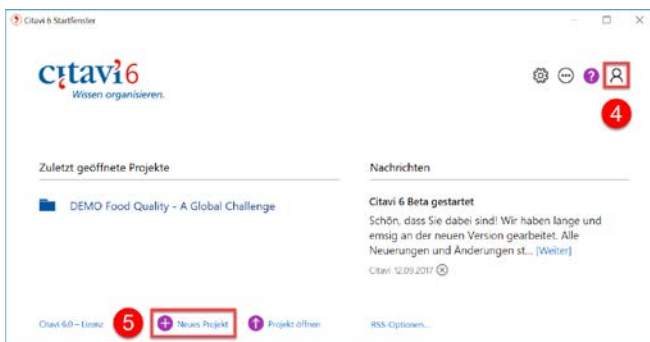 Citavi 6 Startfenster
citavi 6
Wissen organisieren.
?
4
Zuletzt geöffnete Projekte
DEMO Food Quality - A Global Challenge
Nachrichten
Citavi 6 Beta gestartet
Schön, dass Sie dabei sind! Wir haben lange und
emsig an der neuen Version gearbeitet. Alle
Neuerungen und Änderungen st... [Weiter]
Citavi 12.09.2017
Citavi 6.0 – Lizenz
5
Neues Projekt
Projekt öffnen
RSS-Optionen...